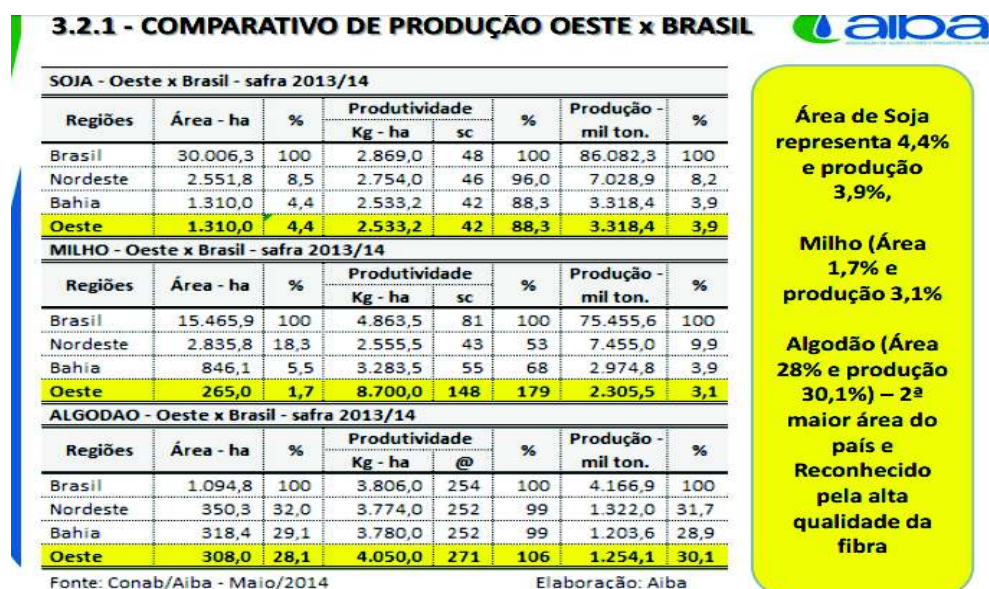 3.2.1 - COMPARATIVO DE PRODUÇÃO OESTE x BRASIL
aiba
SOJA - Oeste x Brasil - safra 2013/14
Regiões Área - ha % Produtividade % Produção - mil ton. %
Kg - ha sc
Brasil 30.006,3 100 2.869,0 48 100 86.082,3 100
Nordeste 2.551,8 8,5 2.754,0 46 96,0 7.028,9 8,2
Bahia 1.310,0 4,4 2.533,2 42 88,3 3.318,4 3,9
Oeste 1.310,0 4,4 2.533,2 42 88,3 3.318,4 3,9
MILHO - Oeste x Brasil - safra 2013/14
Regiões Área - ha % Produtividade % Produção - mil ton. %
Kg - ha sc
Brasil 15.465,9 100 4.863,5 81 100 75.455,6 100
Nordeste 2.835,8 18,3 2.555,5 43 53 7.455,0 9,9
Bahia 846,1 5,5 3.283,5 55 68 2.974,8 3,9
Oeste 265,0 1,7 8.700,0 148 179 2.305,5 3,1
ALGODAO - Oeste x Brasil - safra 2013/14
Regiões Área - ha % Produtividade % Produção - mil ton. %
Kg - ha @
Brasil 1.094,8 100 3.806,0 254 100 4.166,9 100
Nordeste 350,3 32,0 3.774,0 252 99 1.322,0 31,7
Bahia 318,4 29,1 3.780,0 252 99 1.203,6 28,9
Oeste 308,0 28,1 4.050,0 271 106 1.254,1 30,1
Fonte: Conab/Aiba - Maio/2014 Elaboração: Aiba
Área de Soja
representa 4,4%
e produção
3,9%,
Milho (Área
1,7% e
produção 3,1%
Algodão (Área
28% e produção
30,1%) – 2ª
maior área do
país e
Reconhecido
pela alta
qualidade da
fibra